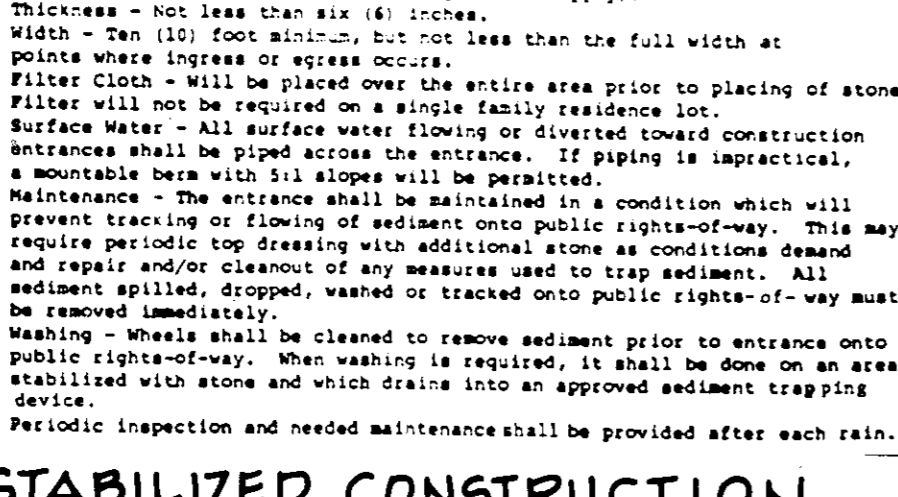 Thickness - Not less than six (6) inches.
Width - Ten (10) foot minimum, but not less than the full width at
points where ingress or egress occurs.
Filter Cloth - Will be placed over the entire area prior to placing of stone
Filter will not be required on a single family residence lot.
Surface Water - All surface water flowing or diverted toward construction
entrances shall be piped across the entrance. If piping is impractical,
a mountable berm with 5:1 slopes will be permitted.
Maintenance - The entrance shall be maintained in a condition which will
prevent tracking or flowing of sediment onto public rights-of-way. This may
require periodic top dressing with additional stone as conditions demand
and repair and/or cleanout of any measures used to trap sediment. All
sediment spilled, dropped, washed or tracked onto public rights-of-way must
be removed immediately.
Washing - Wheels shall be cleaned to remove sediment prior to entrance onto
public rights-of-way. When washing is required, it shall be done on an area
stabilized with stone and which drains into an approved sediment trapping
device.
Periodic inspection and needed maintenance shall be provided after each rain.
STABILIZED CONSTRUCTION